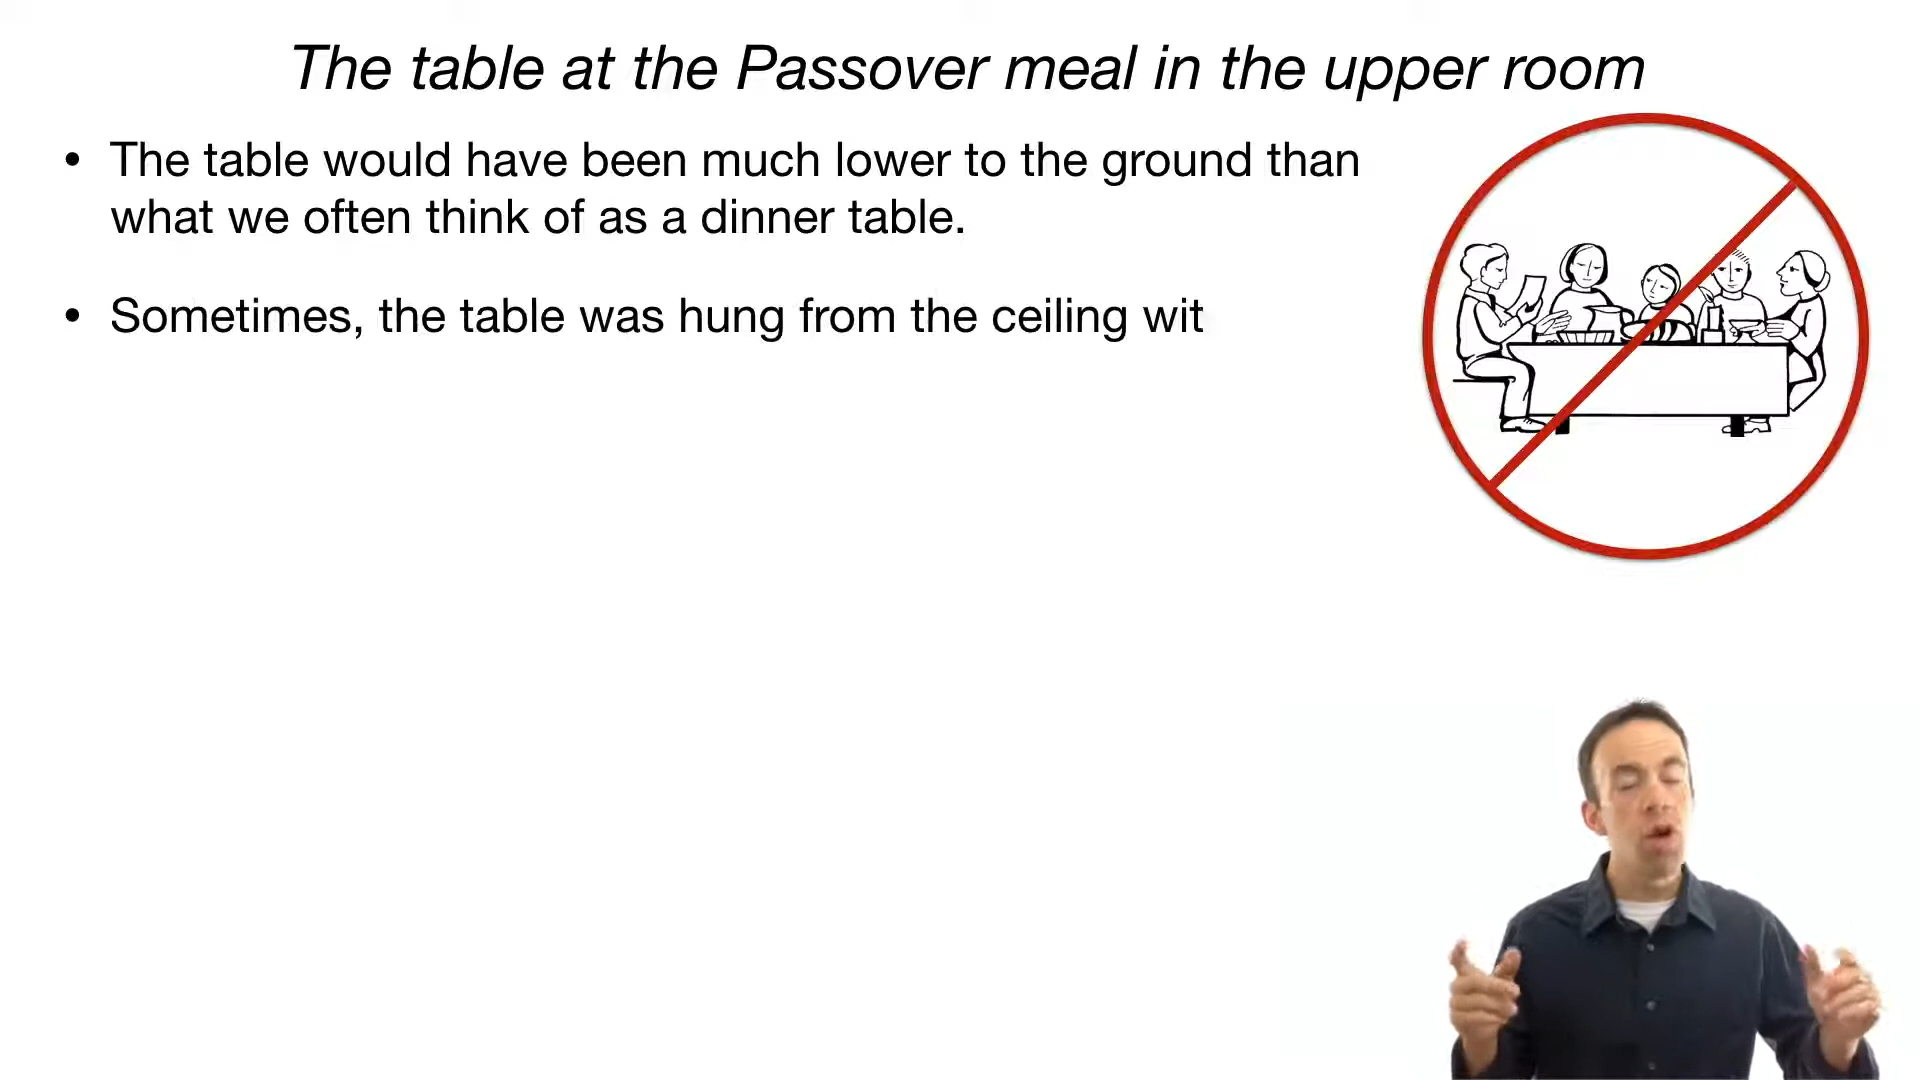 The table at the Passover meal in the upper room
• The table would have been much lower to the ground than
what we often think of as a dinner table.
• Sometimes, the table was hung from the ceiling wit